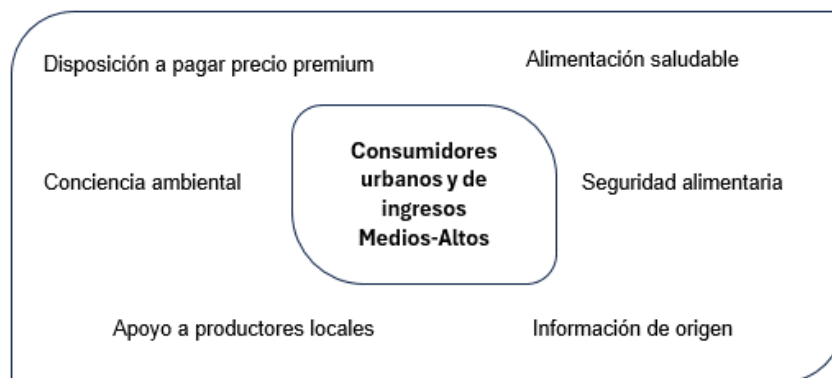 Disposición a pagar precio premium
Alimentación saludable
Consumidores
urbanos y de
ingresos
Medios-Altos
Conciencia ambiental
Seguridad alimentaria
Apoyo a productores locales
Información de origen